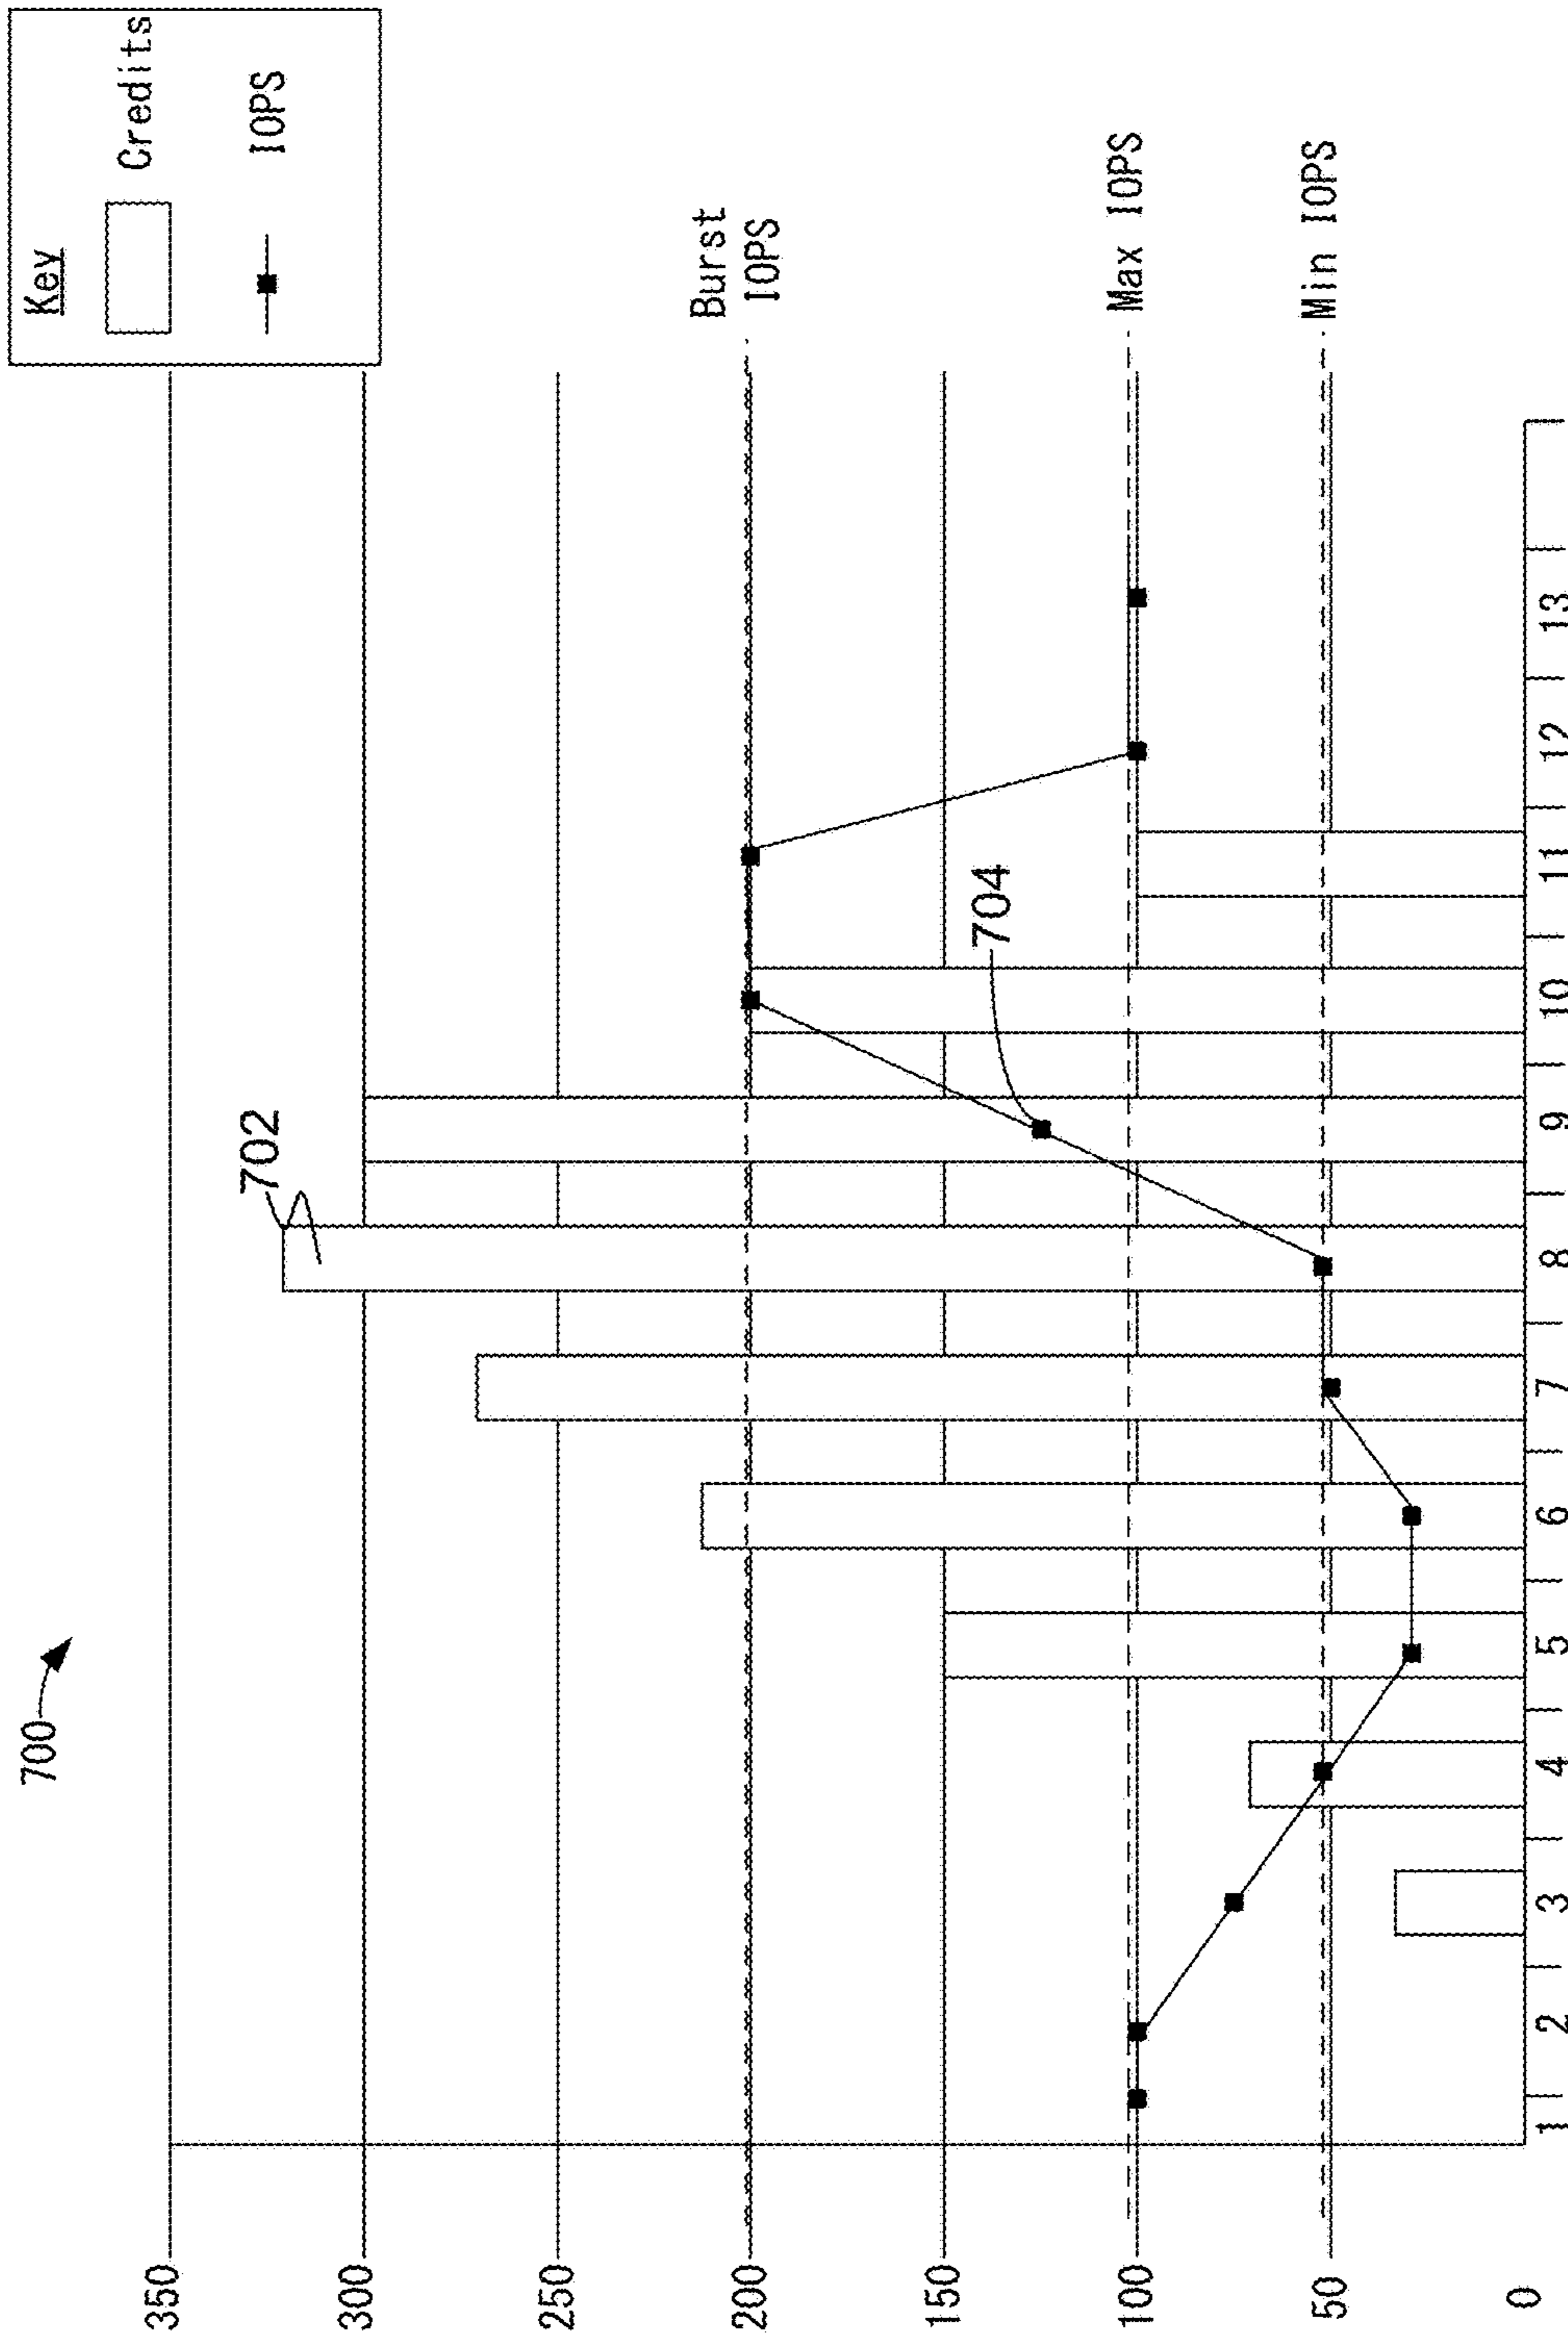 700
Key
Credits
IOPS
350
300
702
250
200
Burst
IOPS
150
704
100
Max IOPS
50
Min IOPS
0
1 2 3 4 5 6 7 8 9 10 11 12 13